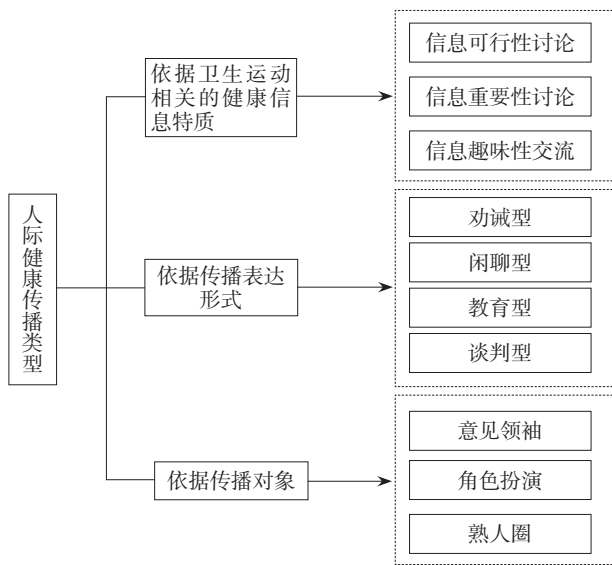 人际健康传播类型
依据卫生运动
相关的健康信
息特质
信息可行性讨论
信息重要性讨论
信息趣味性交流
依据传播表达
形式
劝诫型
闲聊型
教育型
谈判型
依据传播对象
意见领袖
角色扮演
熟人圈